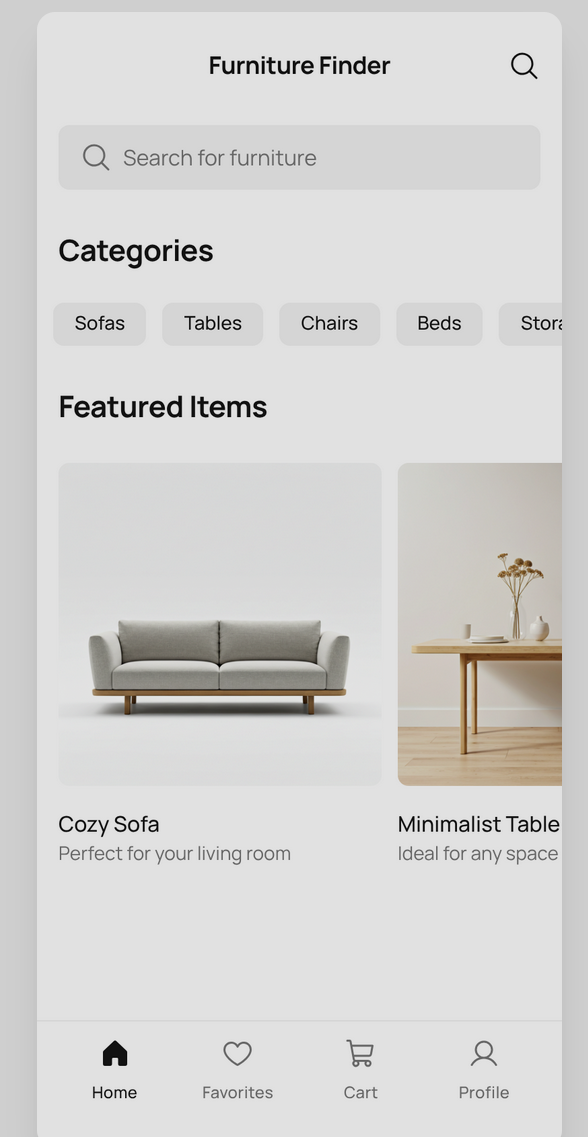 Furniture Finder
Search for furniture
Categories
Sofas
Tables
Chairs
Beds
Stora
Featured Items
Cozy Sofa
Perfect for your living room
Minimalist Table
Ideal for any space
Home
Favorites
Cart
Profile